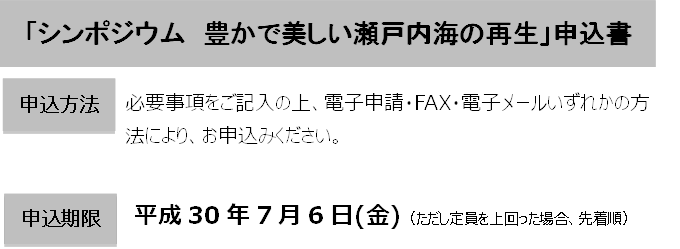 「シンポジウム　豊かで美しい瀬戸内海の再生」申込書
申込方法
必要事項をご記入の上、電子申請・FAX・電子メールいずれかの方
法により、お申込みください。
申込期限
平成30年7月6日(金)（ただし定員を上回った場合、先着順）